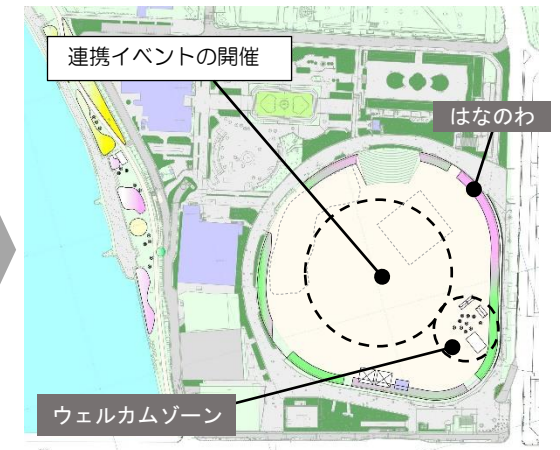 連携イベントの開催
はなのわ
ウェルカムゾーン